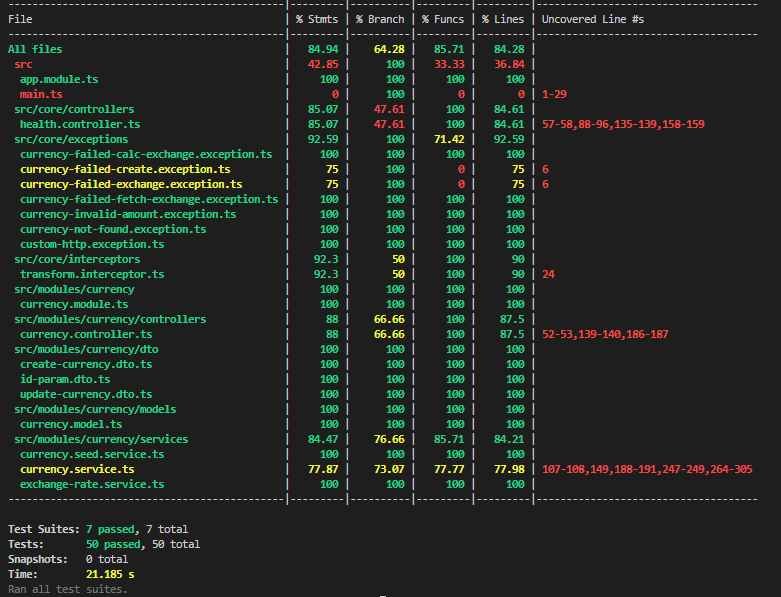 -------------------------------------------|---------|----------|---------|---------|----------------------------------
File | % Stmts | % Branch | % Funcs | % Lines | Uncovered Line #s
-------------------------------------------|---------|----------|---------|---------|----------------------------------
All files | 84.94 | 64.28 | 85.71 | 84.28 |
src | 42.85 | 100 | 33.33 | 36.84 |
app.module.ts | 100 | 100 | 100 | 100 |
main.ts | 0 | 100 | 0 | 0 | 1-29
src/core/controllers | 85.07 | 47.61 | 100 | 84.61 |
health.controller.ts | 85.07 | 47.61 | 100 | 84.61 | 57-58,88-96,135-139,158-159
src/core/exceptions | 92.59 | 100 | 71.42 | 92.59 |
currency-failed-calc-exchange.exception.ts | 100 | 100 | 100 | 100 |
currency-failed-create.exception.ts | 75 | 100 | 0 | 75 | 6
currency-failed-exchange.exception.ts | 75 | 100 | 0 | 75 | 6
currency-failed-fetch-exchange.exception.ts | 100 | 100 | 100 | 100 |
currency-invalid-amount.exception.ts | 100 | 100 | 100 | 100 |
currency-not-found.exception.ts | 100 | 100 | 100 | 100 |
custom-http.exception.ts | 100 | 100 | 100 | 100 |
src/core/interceptors | 92.3 | 50 | 100 | 90 |
transform.interceptor.ts | 92.3 | 50 | 100 | 90 | 24
src/modules/currency | 100 | 100 | 100 | 100 |
currency.module.ts | 100 | 100 | 100 | 100 |
src/modules/currency/controllers | 88 | 66.66 | 100 | 87.5 |
currency.controller.ts | 88 | 66.66 | 100 | 87.5 | 52-53,139-140,186-187
src/modules/currency/dto | 100 | 100 | 100 | 100 |
create-currency.dto.ts | 100 | 100 | 100 | 100 |
id-param.dto.ts | 100 | 100 | 100 | 100 |
update-currency.dto.ts | 100 | 100 | 100 | 100 |
src/modules/currency/models | 100 | 100 | 100 | 100 |
currency.model.ts | 100 | 100 | 100 | 100 |
src/modules/currency/services | 84.47 | 76.66 | 85.71 | 84.21 |
currency.seed.service.ts | 100 | 100 | 100 | 100 |
currency.service.ts | 77.87 | 73.07 | 77.77 | 77.98 | 107-108,149,188-191,247-249,264-305
exchange-rate.service.ts | 100 | 100 | 100 | 100 |
-------------------------------------------|---------|----------|---------|---------|----------------------------------
Test Suites: 7 passed, 7 total
Tests: 50 passed, 50 total
Snapshots: 0 total
Time: 21.185 s
Ran all test suites.